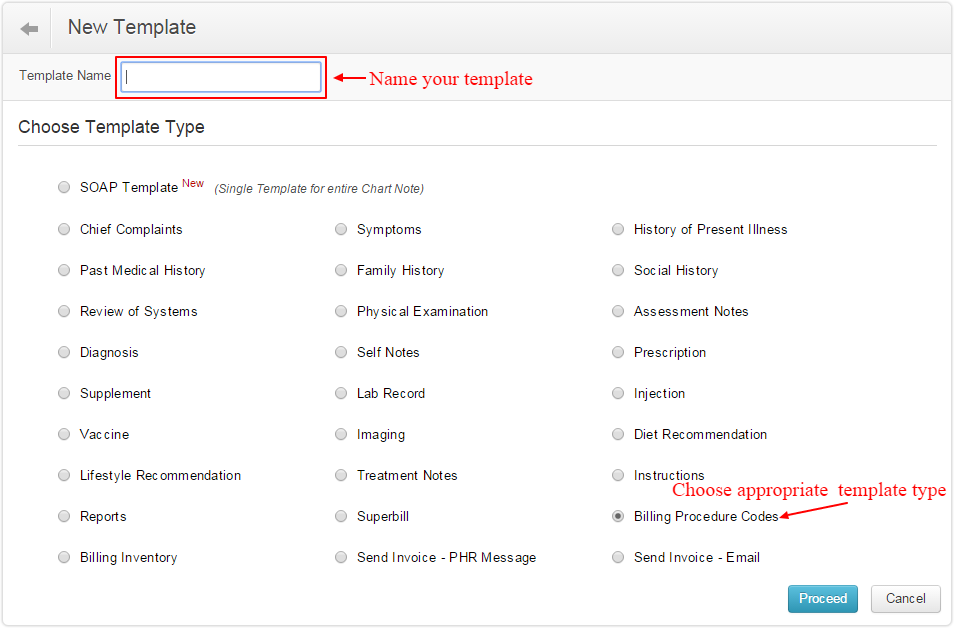 New Template
Template Name
Name your template
Choose Template Type
SOAP Template New (Single Template for entire Chart Note)
Chief Complaints Symptoms History of Present Illness
Past Medical History Family History Social History
Review of Systems Physical Examination Assessment Notes
Diagnosis Self Notes Prescription
Supplement Lab Record Injection
Vaccine Imaging Diet Recommendation
Lifestyle Recommendation Treatment Notes Instructions
Choose appropriate template type
Reports Superbill Billing Procedure Codes
Billing Inventory Send Invoice - PHR Message Send Invoice - Email
Proceed Cancel